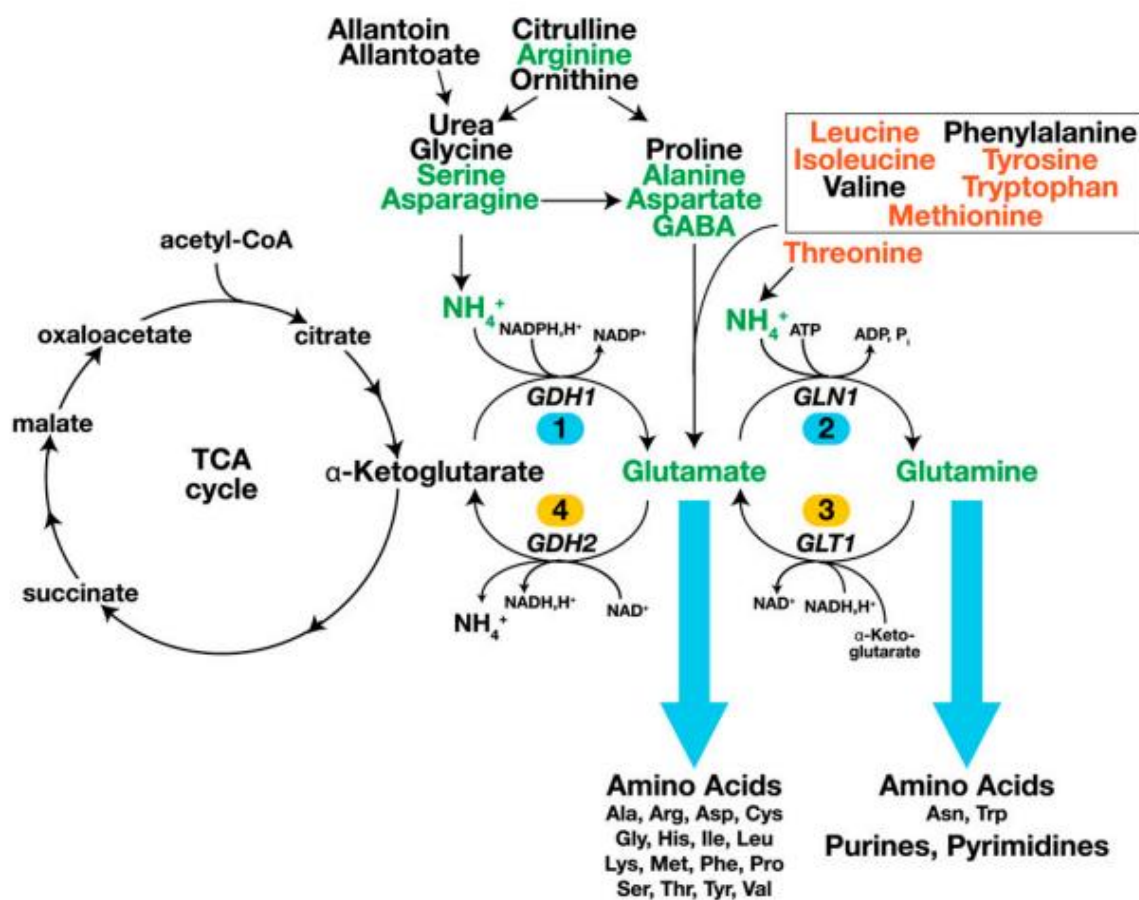 Allantoin
Allantoate
Citrulline
Arginine
Ornithine
Urea
Glycine
Serine
Asparagine
Proline
Alanine
Aspartate
GABA
Leucine Phenylalanine
Isoleucine Tyrosine
Valine Tryptophan
Methionine
Threonine
acetyl-CoA
oxaloacetate
citrate
malate
TCA
cycle
succinate
α-Ketoglutarate
NH₄⁺
NADPH,H⁺
NADP⁺
GDH1
1
4
GDH2
NH₄⁺
NADH,H⁺
NAD⁺
Glutamate
NH₄⁺
ATP
ADP, Pᵢ
GLN1
2
3
GLT1
NAD⁺
NADH,H⁺
α-Keto-
glutarate
Glutamine
Amino Acids
Ala, Arg, Asp, Cys
Gly, His, Ile, Leu
Lys, Met, Phe, Pro
Ser, Thr, Tyr, Val
Amino Acids
Asn, Trp
Purines, Pyrimidines